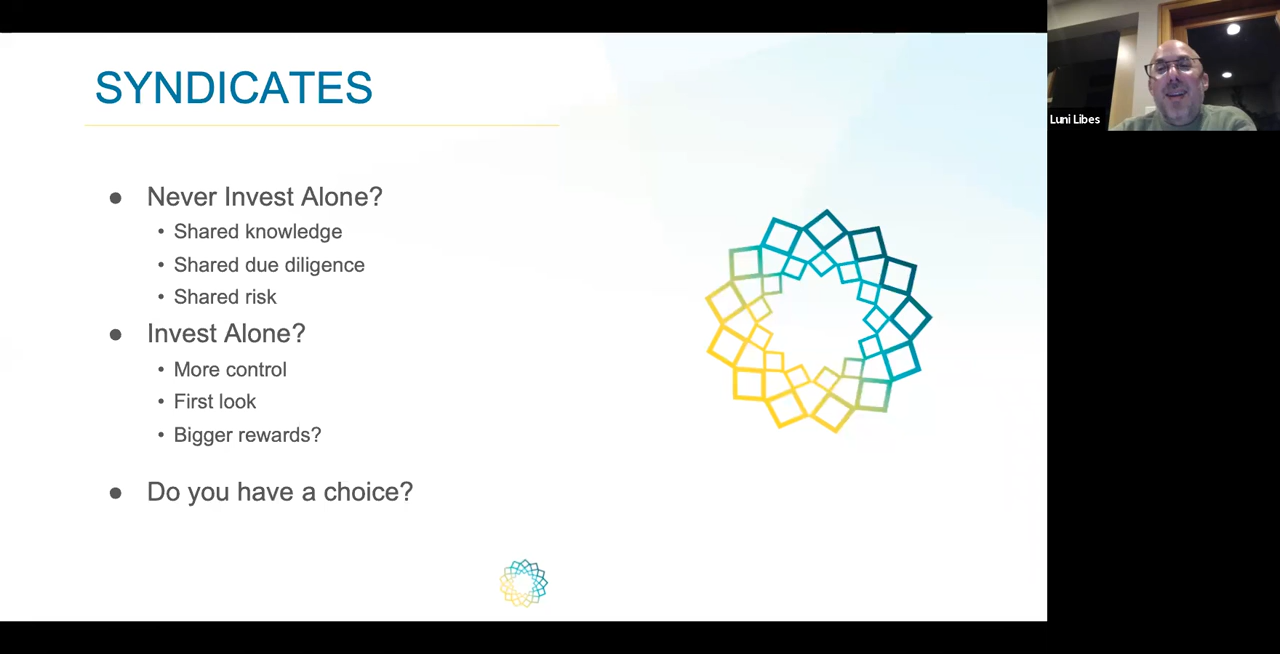 SYNDICATES
● Never Invest Alone?
• Shared knowledge
• Shared due diligence
• Shared risk
● Invest Alone?
• More control
• First look
• Bigger rewards?
● Do you have a choice?
Luni Libes